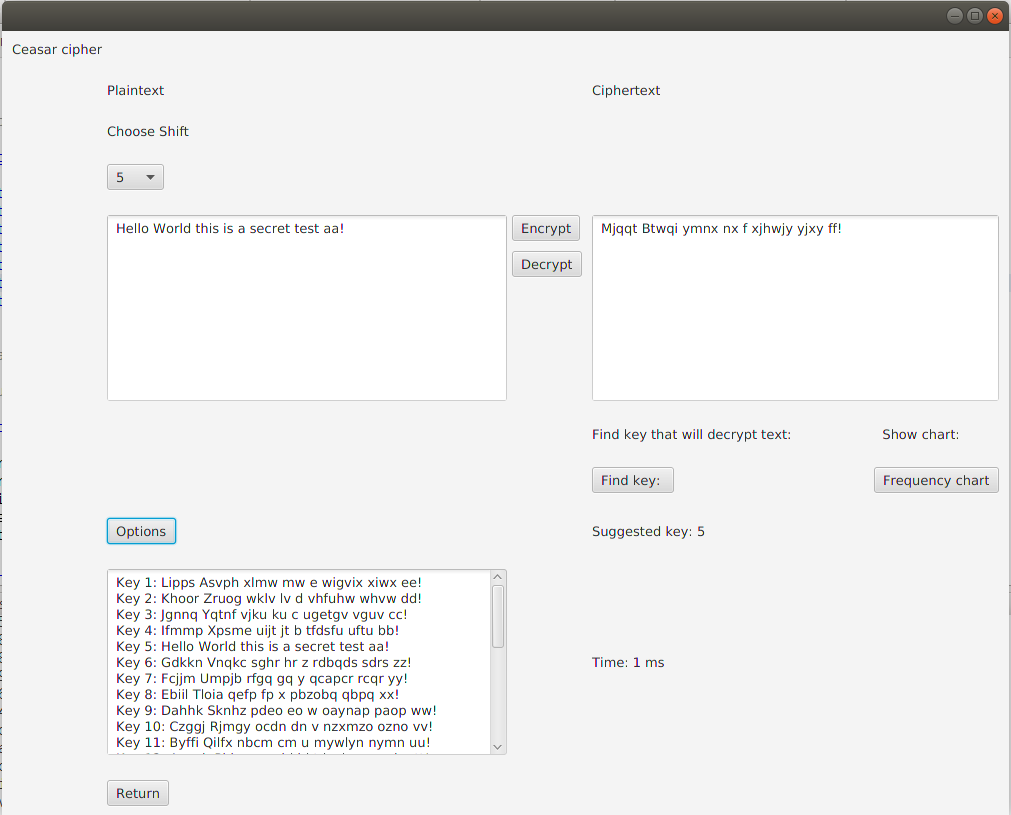 Ceasar cipher
Plaintext
Ciphertext
Choose Shift
5
Hello World this is a secret test aa!
Encrypt
Decrypt
Mjqqt Btwqi ymnx nx f xjhwjy yjxy ff!
Find key that will decrypt text:
Show chart:
Find key:
Frequency chart
Options
Suggested key: 5
Key 1: Lipps Asvph xlmw mw e wigvix xiwx ee!
Key 2: Khoor Zruog wklv lv d vhfuhw whvw dd!
Key 3: Jgnnq Yqtnf vjku ku c ugetgv vguv cc!
Key 4: Ifmmp Xpsme uijt jt b tfdsfu uftu bb!
Key 5: Hello World this is a secret test aa!
Key 6: Gdkkn Vnqkc sghr hr z rdbqds sdrs zz!
Key 7: Fcjjm Umpjb rfgq gq y qcapcr rcqr yy!
Key 8: Ebiil Tloia qefp fp x pbzobq qbpq xx!
Key 9: Dahhk Sknhz pdeo eo w oaynap paop ww!
Key 10: Czggj Rjmgy ocdn dn v nzxmzo ozno vv!
Key 11: Byffi Qilfx nbcm cm u mywlyn nymn uu!
Time: 1 ms
Return